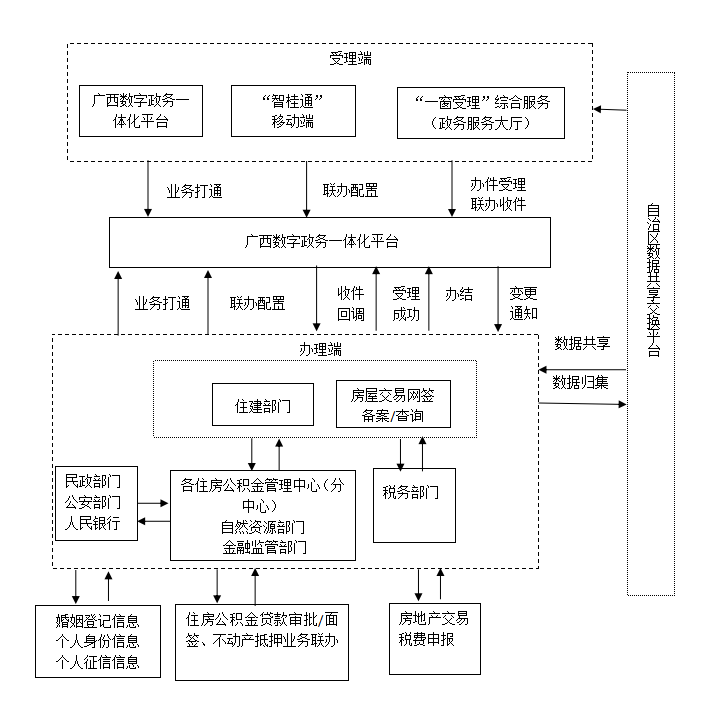 受理端
广西数字政务一
体化平台
“智桂通”
移动端
“一窗受理”综合服务
（政务服务大厅）
业务打通
联办配置
办件受理
联办收件
广西数字政务一体化平台
业务打通
联办配置
收件
回调
受理
成功
办结
变更
通知
自治区数据共享交换平台
数据共享
数据归集
办理端
住建部门
房屋交易网签
备案/查询
民政部门
公安部门
人民银行
各住房公积金管理中心（分
中心）
自然资源部门
金融监管部门
税务部门
婚姻登记信息
个人身份信息
个人征信信息
住房公积金贷款审批/面
签、不动产抵押业务联办
房地产交易
税费申报